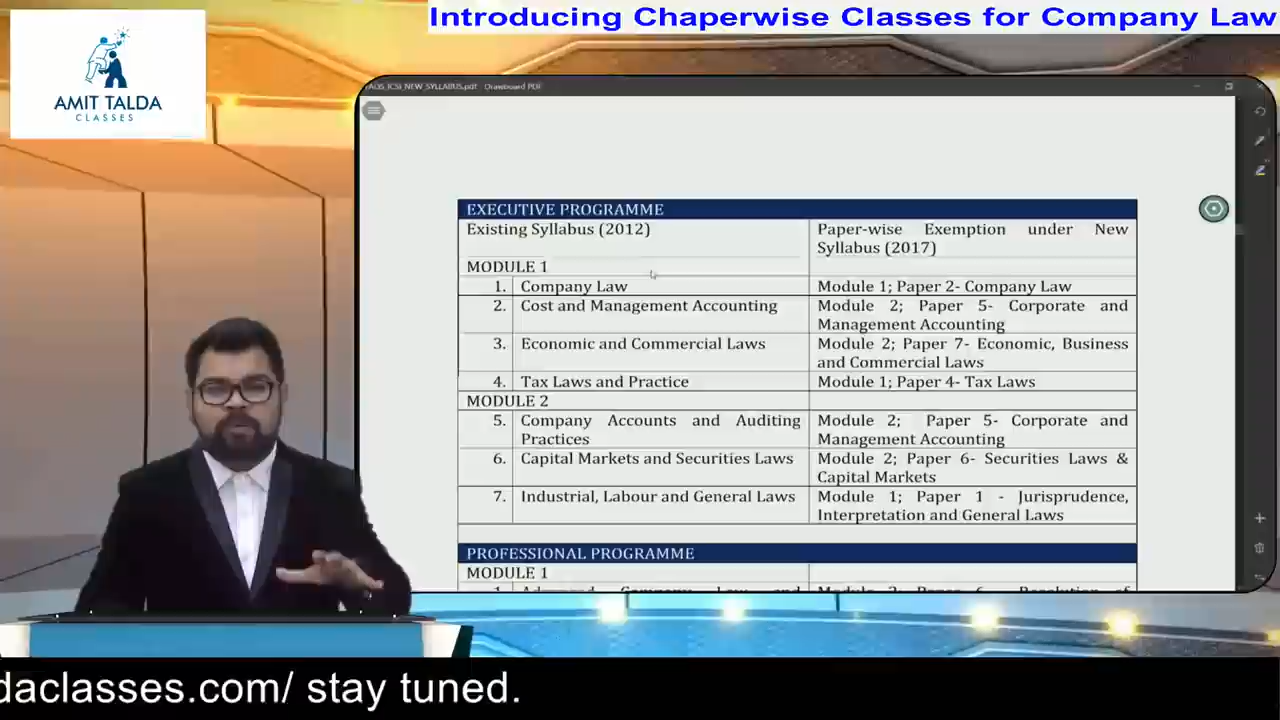 Introducing Chaperwise Classes for Company Law
AMIT TALDA
CLASSES
FAQS_ICSI_NEW_SYLLABUS.pdf - Drawboard PDF
EXECUTIVE PROGRAMME
Existing Syllabus (2012)
Paper-wise Exemption under New
Syllabus (2017)
MODULE 1
1. Company Law
Module 1; Paper 2- Company Law
2. Cost and Management Accounting
Module 2; Paper 5- Corporate and
Management Accounting
3. Economic and Commercial Laws
Module 2; Paper 7- Economic, Business
and Commercial Laws
4. Tax Laws and Practice
Module 1; Paper 4- Tax Laws
MODULE 2
5. Company Accounts and Auditing
Practices
Module 2; Paper 5- Corporate and
Management Accounting
6. Capital Markets and Securities Laws
Module 2; Paper 6- Securities Laws &
Capital Markets
7. Industrial, Labour and General Laws
Module 1; Paper 1 - Jurisprudence,
Interpretation and General Laws
PROFESSIONAL PROGRAMME
MODULE 1
daclasses.com/ stay tuned.